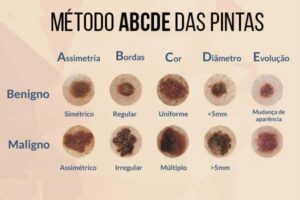 MÉTODO ABCDE DAS PINTAS
Assimetria Bordas Cor Diâmetro Evolução
Benigno
Simétrico Regular Uniforme <5mm Mudança de aparência
Maligno
Assimétrico Irregular Múltiplo >5mm